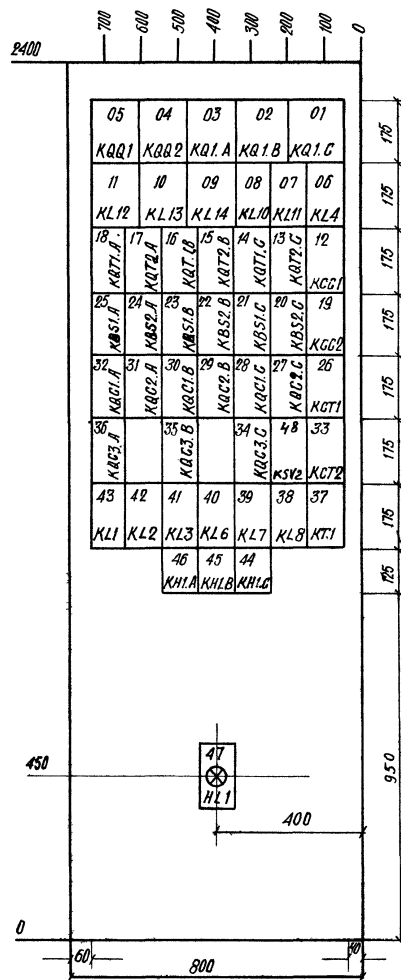 700 600 500 400 300 200 100 0
2400
05 04 03 02 01
KQQ1 KQQ2 KQ1.A KQ1.B KQ1.C
175
11 10 09 08 07 06
KL12 KL13 KL14 KL10 KL11 KL4
175
18 17 16 15 14 13 12
KQT1.A KQT2.A KQT1.B KQT2.B KQT1.C KQT2.C KCC1
175
25 24 23 22 21 20 19
KBS1.A KBS2.A KBS1.B KBS2.B KBS1.C KBS2.C KCC2
175
32 31 30 29 28 27 26
KQC1.A KQC2.A KQC1.B KQC2.B KQC1.C KQC2.C KCT1
175
36 35 34 48 33
KQC3.A KQC3.B KQC3.C KSV2 KCT2
175
43 42 41 40 39 38 37
KL1 KL2 KL3 KL6 KL7 KL8 KT1
175
46 45 44
KH1.A KH1.B KH1.C
125
950
47
450
HL1
400
0
60 40
800